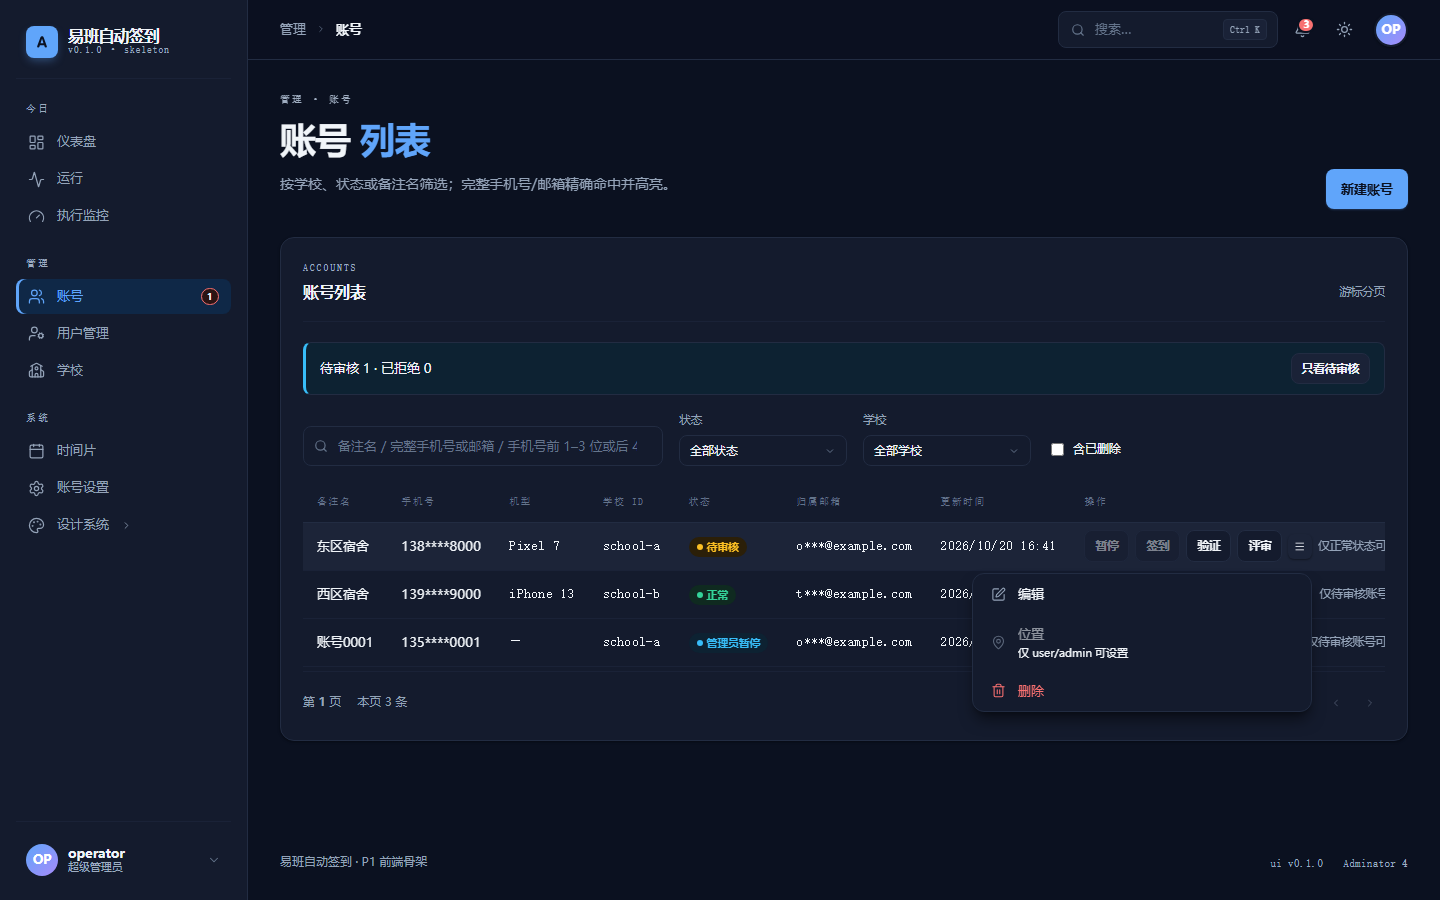 A
易班自动签到
v0.1.0 • skeleton
今日
仪表盘
运行
执行监控
管理
账号 1
用户管理
学校
系统
时间片
账号设置
设计系统
OP
operator
超级管理员
管理 账号
搜索... Ctrl K
3
OP
管理 • 账号
账号 列表
按学校、状态或备注名筛选；完整手机号/邮箱精确命中并高亮。
新建账号
ACCOUNTS
账号列表
游标分页
待审核 1 · 已拒绝 0
只看待审核
备注名 / 完整手机号或邮箱 / 手机号前 1–3 位或后
状态
全部状态
学校
全部学校
含已删除
备注名 手机号 机型 学校 ID 状态 归属邮箱 更新时间 操作
东区宿舍 138****8000 Pixel 7 school-a 待审核 o***@example.com 2026/10/20 16:41 暂停 签到 验证 评审 仅正常状态可
西区宿舍 139****9000 iPhone 13 school-b 正常 t***@example.com 2026/ 仅待审核账号
账号0001 135****0001 — school-a 管理员暂停 o***@example.com 2026/ 仅待审核账号可
编辑
位置
仅 user/admin 可设置
删除
第 1 页 本页 3 条
易班自动签到 · P1 前端骨架
ui v0.1.0 Adminator 4